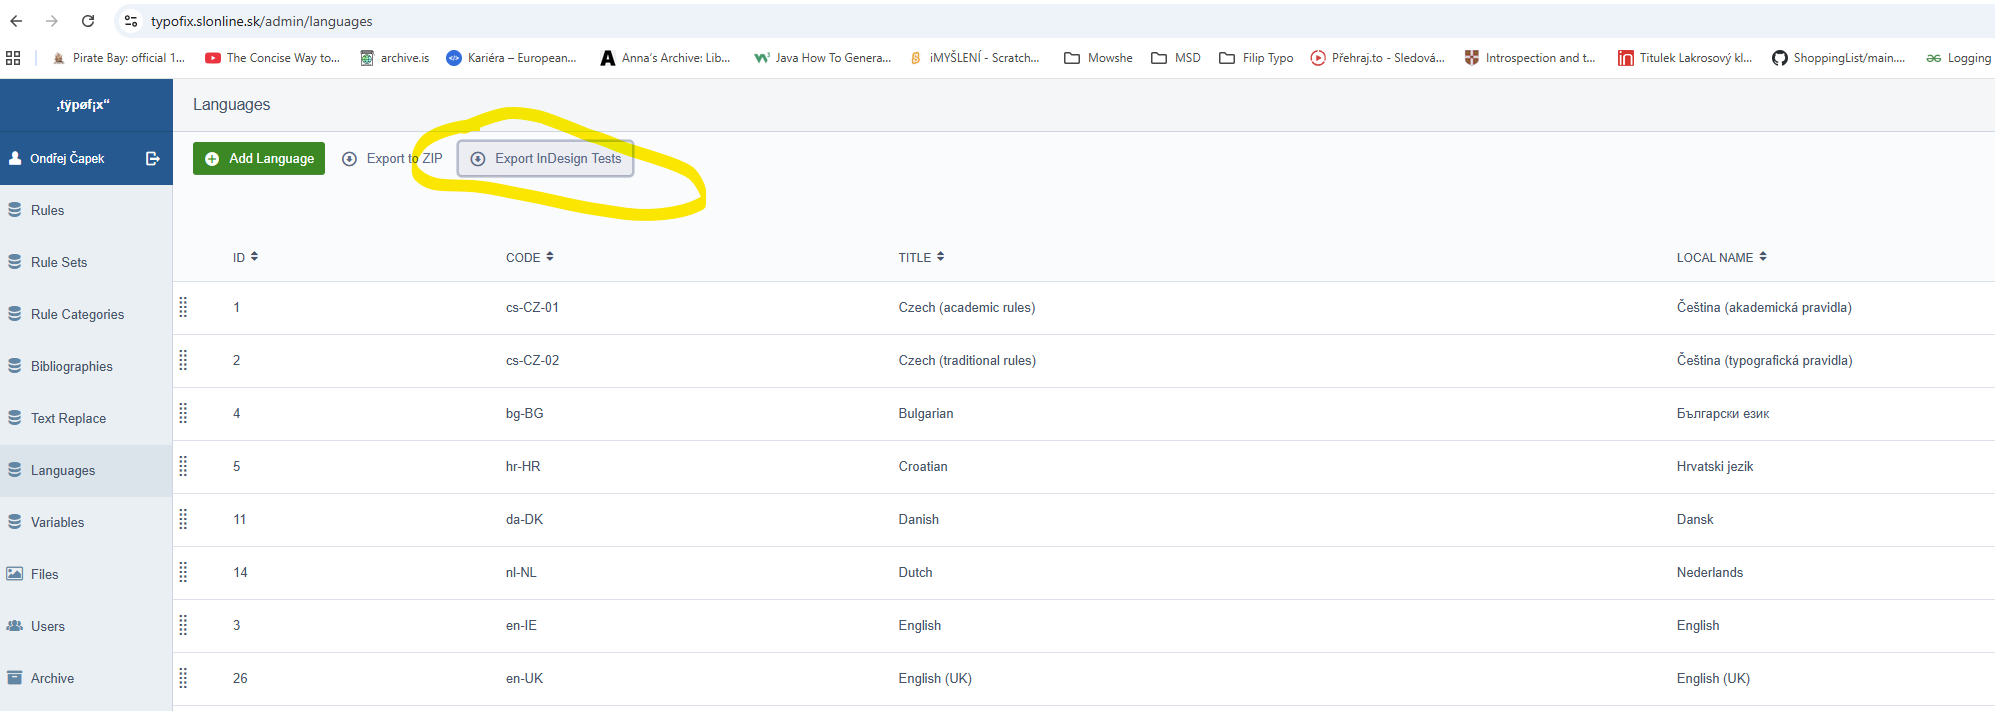 typofix.slonline.sk/admin/languages
Pirate Bay: official 1... The Concise Way to... archive.is Kariéra – European... Anna's Archive: Lib... Java How To Genera... iMYŠLENÍ - Scratch... Mowshe MSD Filip Typo Přehraj.to - Sledová... Introspection and t... Titulek Lakrosový kl... ShoppingList/main.... Logging
‚tÿpøf¡x“
Languages
Ondřej Čapek
Add Language Export to ZIP Export InDesign Tests
Rules
Rule Sets
Rule Categories
Bibliographies
Text Replace
Languages
Variables
Files
Users
Archive
ID CODE TITLE LOCAL NAME
1 cs-CZ-01 Czech (academic rules) Čeština (akademická pravidla)
2 cs-CZ-02 Czech (traditional rules) Čeština (typografická pravidla)
4 bg-BG Bulgarian Български език
5 hr-HR Croatian Hrvatski jezik
11 da-DK Danish Dansk
14 nl-NL Dutch Nederlands
3 en-IE English English
26 en-UK English (UK) English (UK)